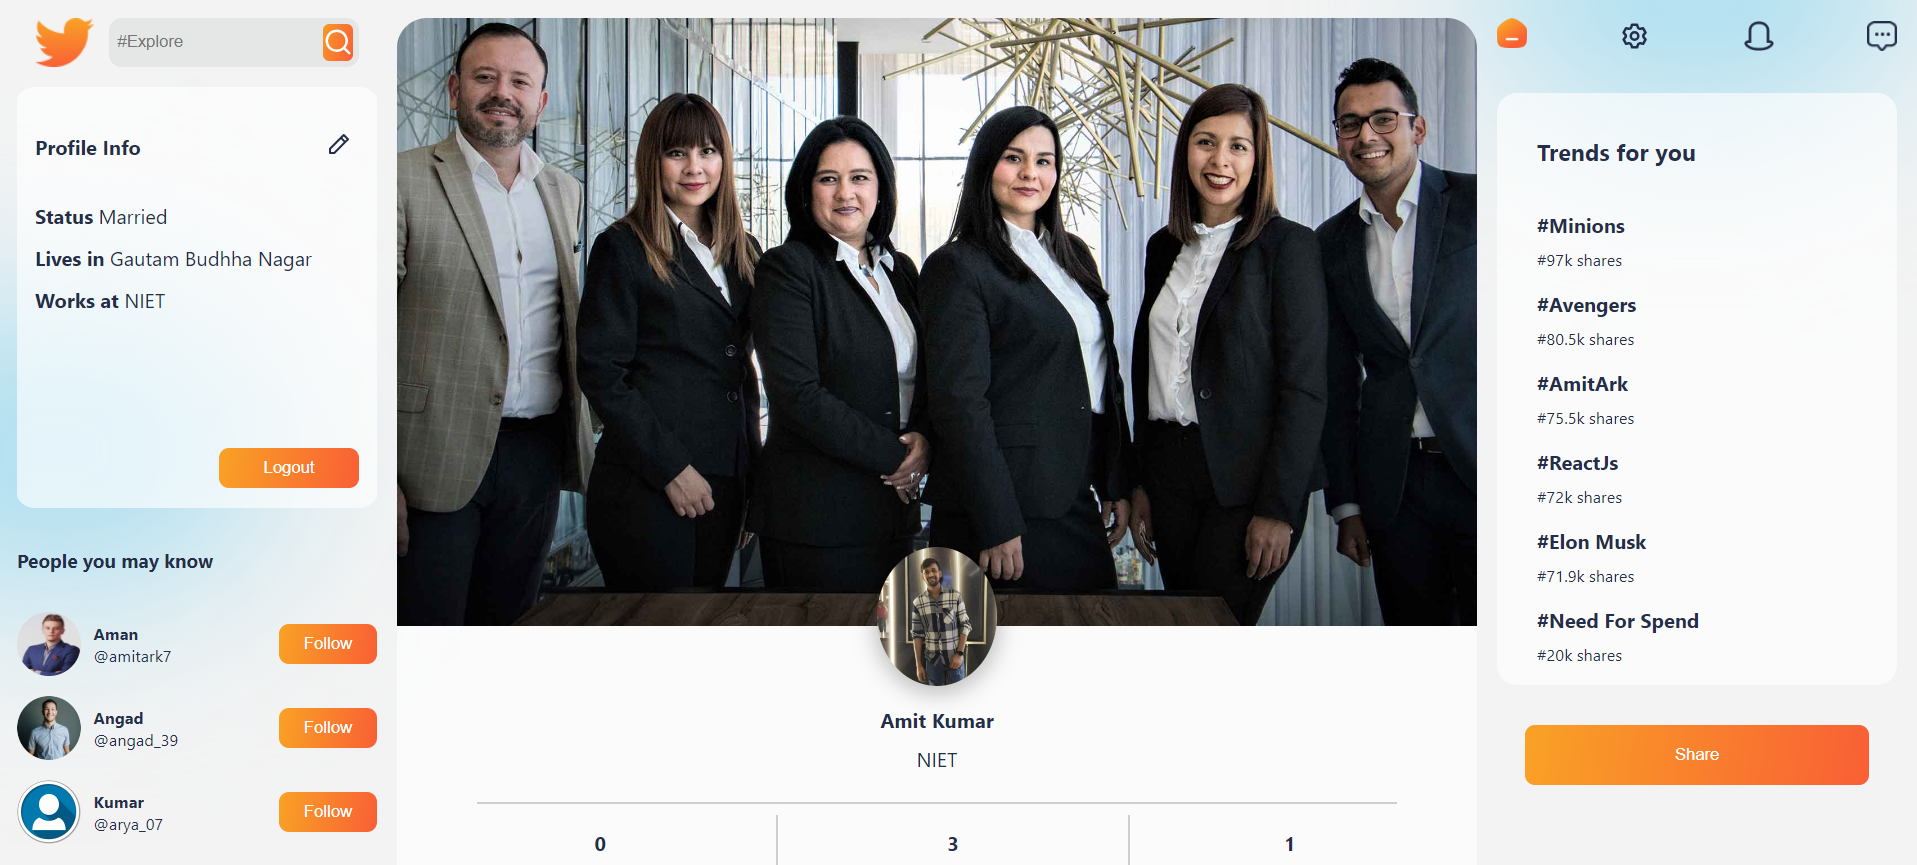 #Explore
Profile Info
Status Married
Lives in Gautam Budhha Nagar
Works at NIET
Logout
People you may know
Aman
@amitark7
Follow
Angad
@angad_39
Follow
Kumar
@arya_07
Follow
Amit Kumar
NIET
0
3
1
Trends for you
#Minions
#97k shares
#Avengers
#80.5k shares
#AmitArk
#75.5k shares
#ReactJs
#72k shares
#Elon Musk
#71.9k shares
#Need For Spend
#20k shares
Share